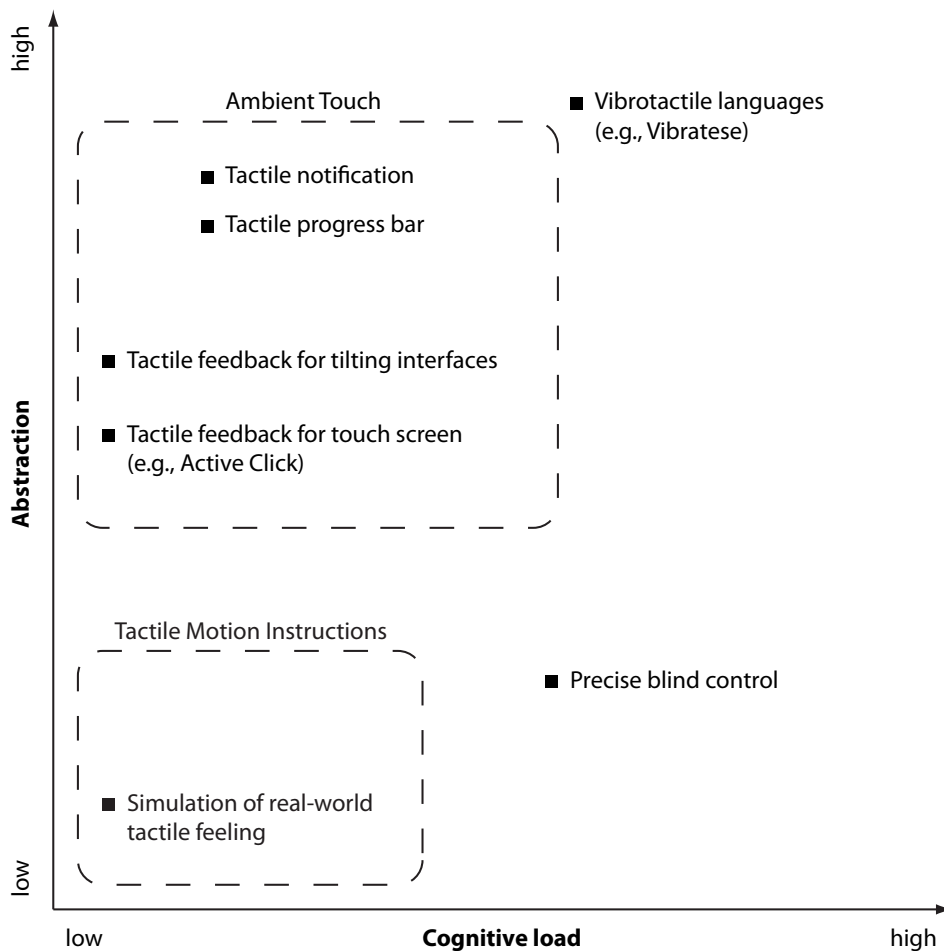 high
Ambient Touch
Vibrotactile languages
(e.g., Vibratese)
Tactile notification
Tactile progress bar
Tactile feedback for tilting interfaces
Tactile feedback for touch screen
(e.g., Active Click)
Abstraction
Tactile Motion Instructions
Precise blind control
Simulation of real-world
tactile feeling
low
low
Cognitive load
high